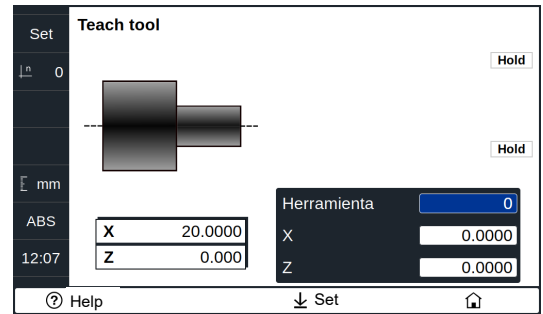 Teach tool
Set
n 0
mm
ABS
12:07
Hold
Hold
X 20.0000
Z 0.000
Herramienta 0
X 0.0000
Z 0.0000
Help
Set